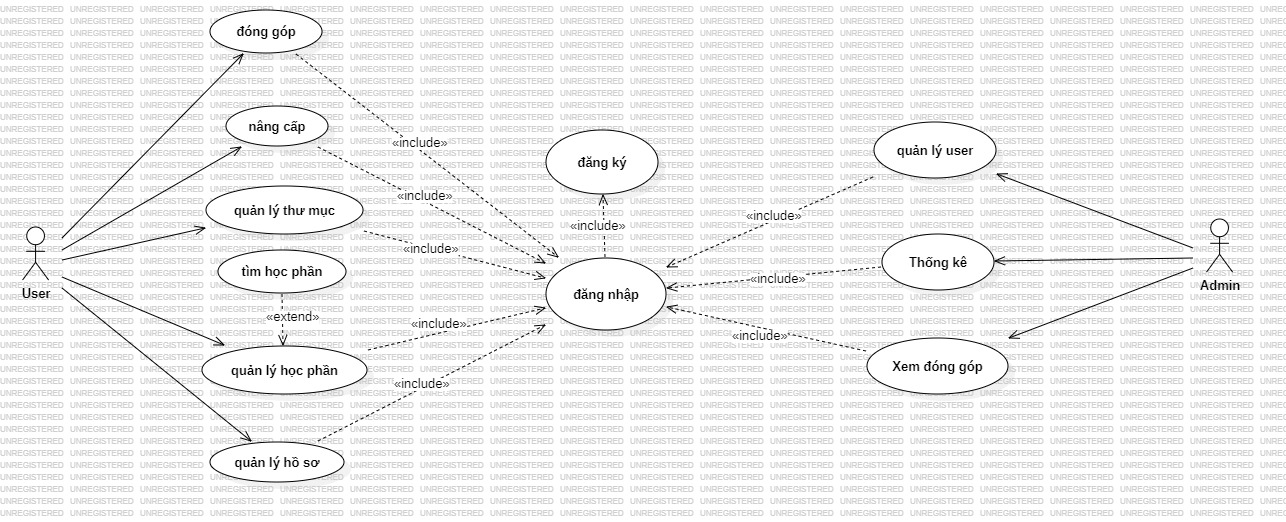 đóng góp
«include»
nâng cấp
«include»
đăng ký
quản lý user
quản lý thư mục
«include»
«include»
«include»
tìm học phần
Thống kê
User
Admin
«include»
đăng nhập
«extend»
«include»
«include»
quản lý học phần
Xem đóng góp
«include»
quản lý hồ sơ
UNREGISTERED